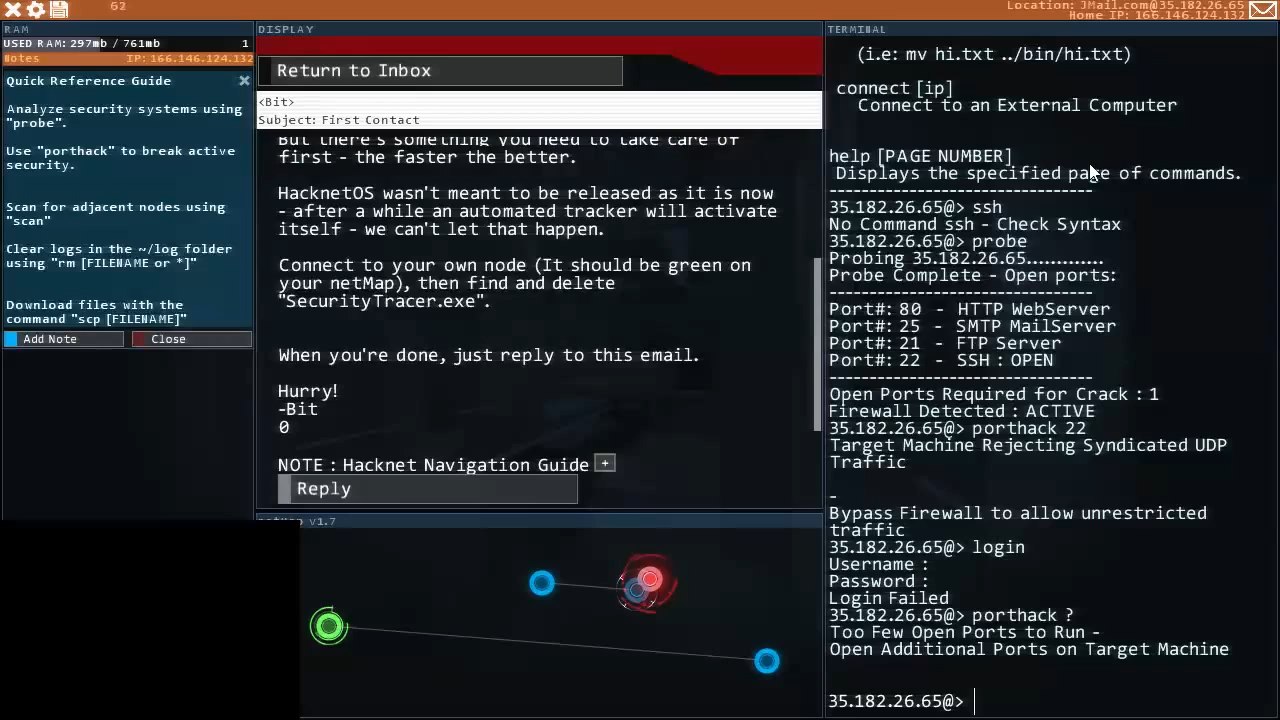 62
Location: JMail.com@35.182.26.65
Home IP: 166.146.124.132
RAM
USED RAM: 297mb / 761mb 1
Notes IP: 166.146.124.132
Quick Reference Guide
Analyze security systems using
"probe".
Use "porthack" to break active
security.
Scan for adjacent nodes using
"scan"
Clear logs in the ~/log folder
using "rm [FILENAME or *]"
Download files with the
command "scp [FILENAME]"
Add Note Close
DISPLAY
Return to Inbox
<Bit>
Subject: First Contact
But there's something you need to take care of
first - the faster the better.
HacknetOS wasn't meant to be released as it is now
- after a while an automated tracker will activate
itself - we can't let that happen.
Connect to your own node (It should be green on
your netMap), then find and delete
"SecurityTracer.exe".
When you're done, just reply to this email.
Hurry!
-Bit
0
NOTE : Hacknet Navigation Guide +
Reply
netmap v1.7
TERMINAL
(i.e: mv hi.txt ../bin/hi.txt)
connect [ip]
Connect to an External Computer
help [PAGE NUMBER]
Displays the specified page of commands.
---------------------------------
35.182.26.65@> ssh
No Command ssh - Check Syntax
35.182.26.65@> probe
Probing 35.182.26.65............
Probe Complete - Open ports:
---------------------------------
Port#: 80 - HTTP WebServer
Port#: 25 - SMTP MailServer
Port#: 21 - FTP Server
Port#: 22 - SSH : OPEN
---------------------------------
Open Ports Required for Crack : 1
Firewall Detected : ACTIVE
35.182.26.65@> porthack 22
Target Machine Rejecting Syndicated UDP
Traffic
-
Bypass Firewall to allow unrestricted
traffic
35.182.26.65@> login
Username :
Password :
Login Failed
35.182.26.65@> porthack ?
Too Few Open Ports to Run -
Open Additional Ports on Target Machine
35.182.26.65@>